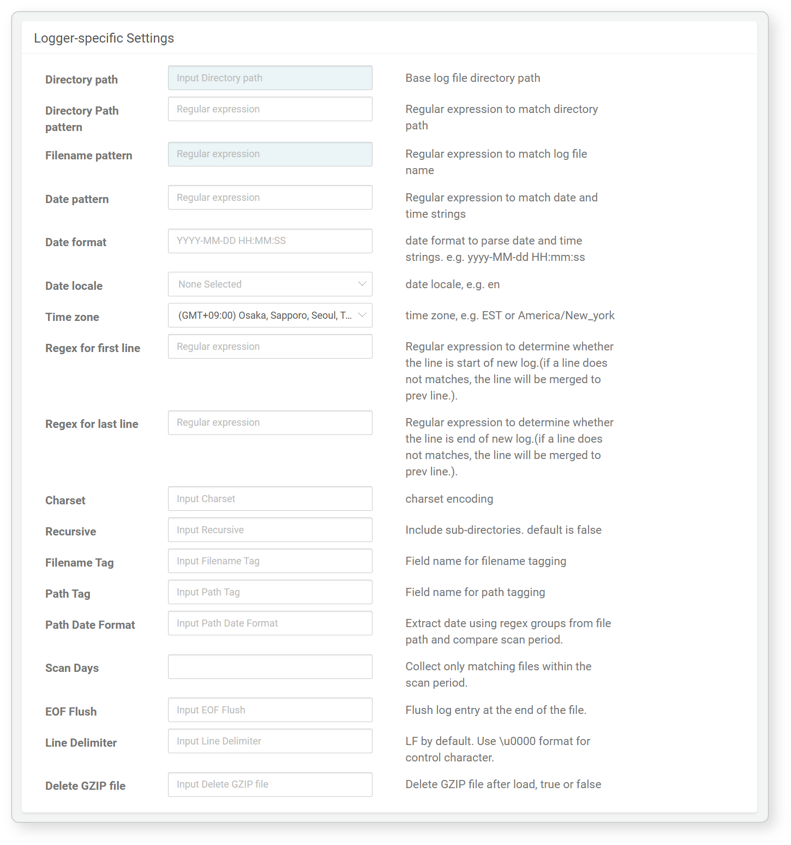 Logger-specific Settings
Directory path
Input Directory path
Base log file directory path
Directory Path
pattern
Regular expression
Regular expression to match directory
path
Filename pattern
Regular expression
Regular expression to match log file
name
Date pattern
Regular expression
Regular expression to match date and
time strings
Date format
YYYY-MM-DD HH:MM:SS
date format to parse date and time
strings. e.g. yyyy-MM-dd HH:mm:ss
Date locale
None Selected
date locale, e.g. en
Time zone
(GMT+09:00) Osaka, Sapporo, Seoul, T...
time zone, e.g. EST or America/New_york
Regex for first line
Regular expression
Regular expression to determine whether
the line is start of new log.(if a line does
not matches, the line will be merged to
prev line.).
Regex for last line
Regular expression
Regular expression to determine whether
the line is end of new log.(if a line does
not matches, the line will be merged to
prev line.).
Charset
Input Charset
charset encoding
Recursive
Input Recursive
Include sub-directories. default is false
Filename Tag
Input Filename Tag
Field name for filename tagging
Path Tag
Input Path Tag
Field name for path tagging
Path Date Format
Input Path Date Format
Extract date using regex groups from file
path and compare scan period.
Scan Days
Collect only matching files within the
scan period.
EOF Flush
Input EOF Flush
Flush log entry at the end of the file.
Line Delimiter
Input Line Delimiter
LF by default. Use \u0000 format for
control character.
Delete GZIP file
Input Delete GZIP file
Delete GZIP file after load, true or false